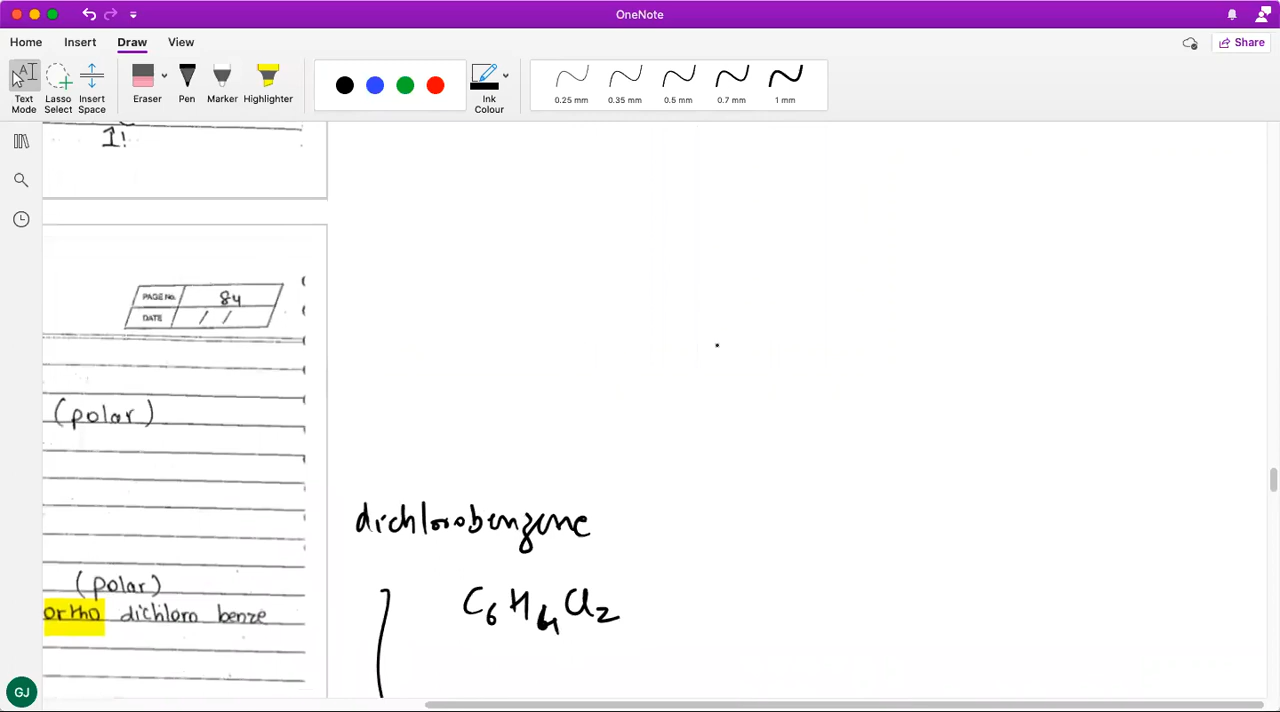 OneNote
Home Insert Draw View
Share
Text Mode
Lasso Select
Insert Space
Eraser
Pen
Marker
Highlighter
Ink Colour
0.25 mm
0.35 mm
0.5 mm
0.7 mm
1 mm
1!
PAGE No. 84
DATE / /
(polar)
dichlorobenzene
(polar)
C6H4Cl2
ortho dichloro benze
GJ